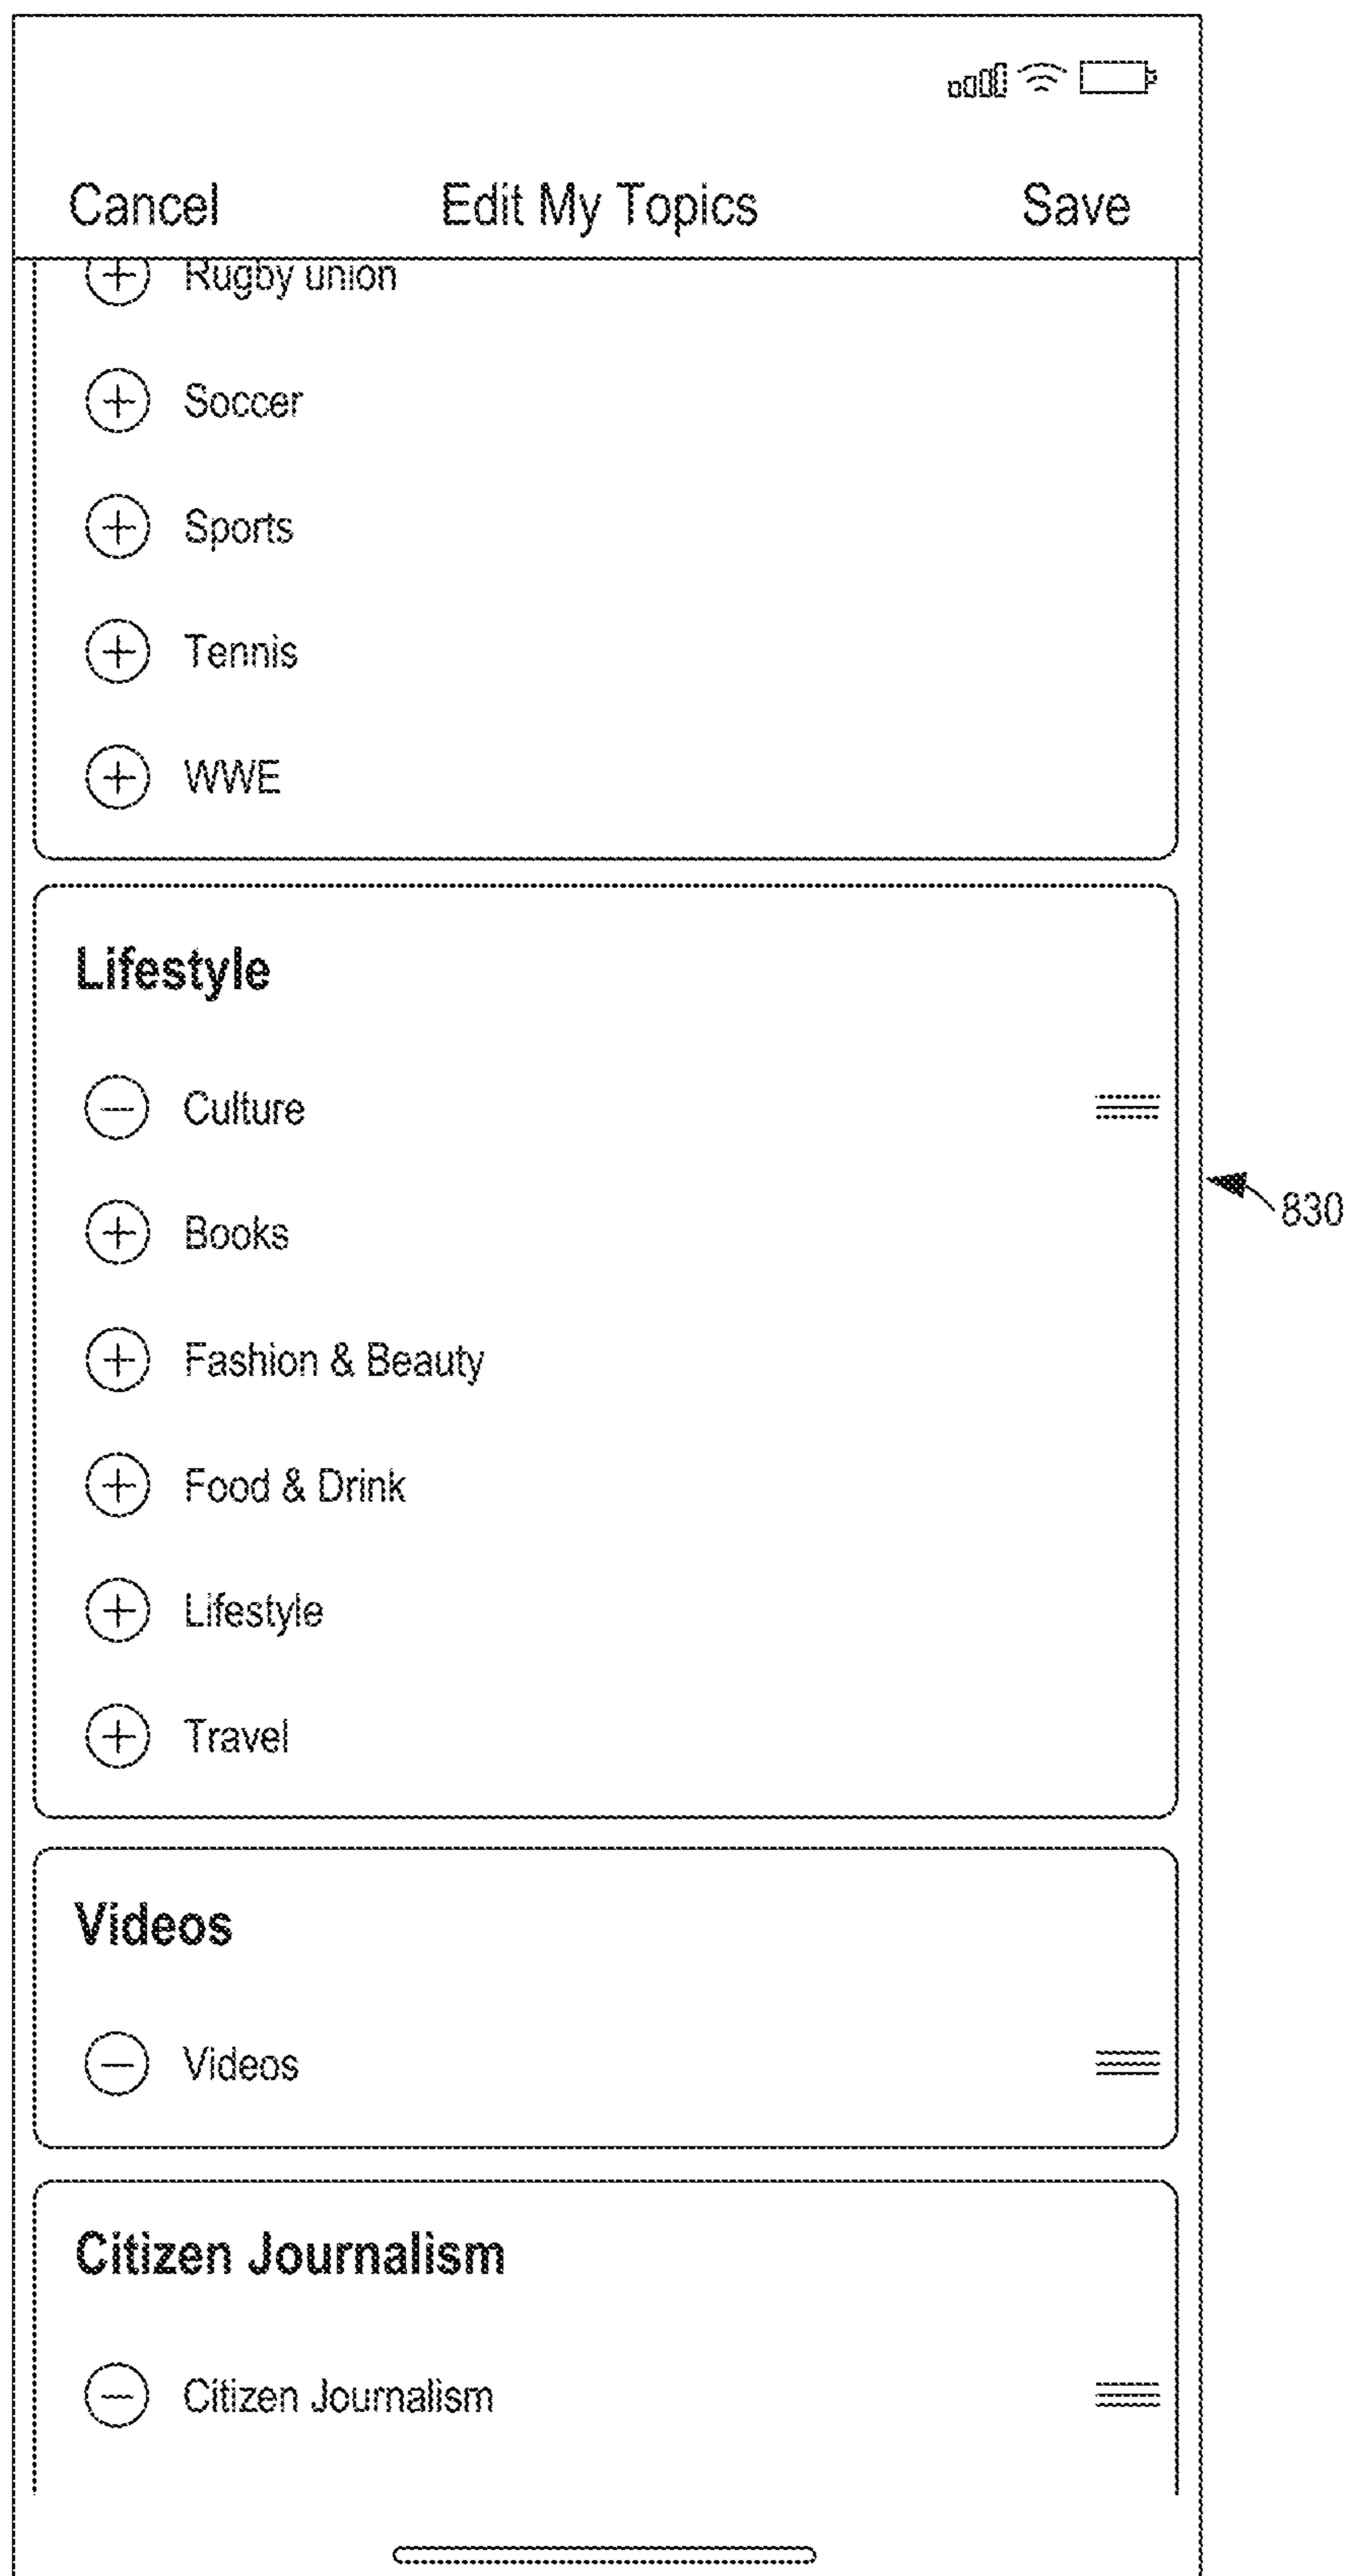 Cancel Edit My Topics Save
Rugby union
Soccer
Sports
Tennis
WWE
Lifestyle
Culture
830
Books
Fashion & Beauty
Food & Drink
Lifestyle
Travel
Videos
Videos
Citizen Journalism
Citizen Journalism